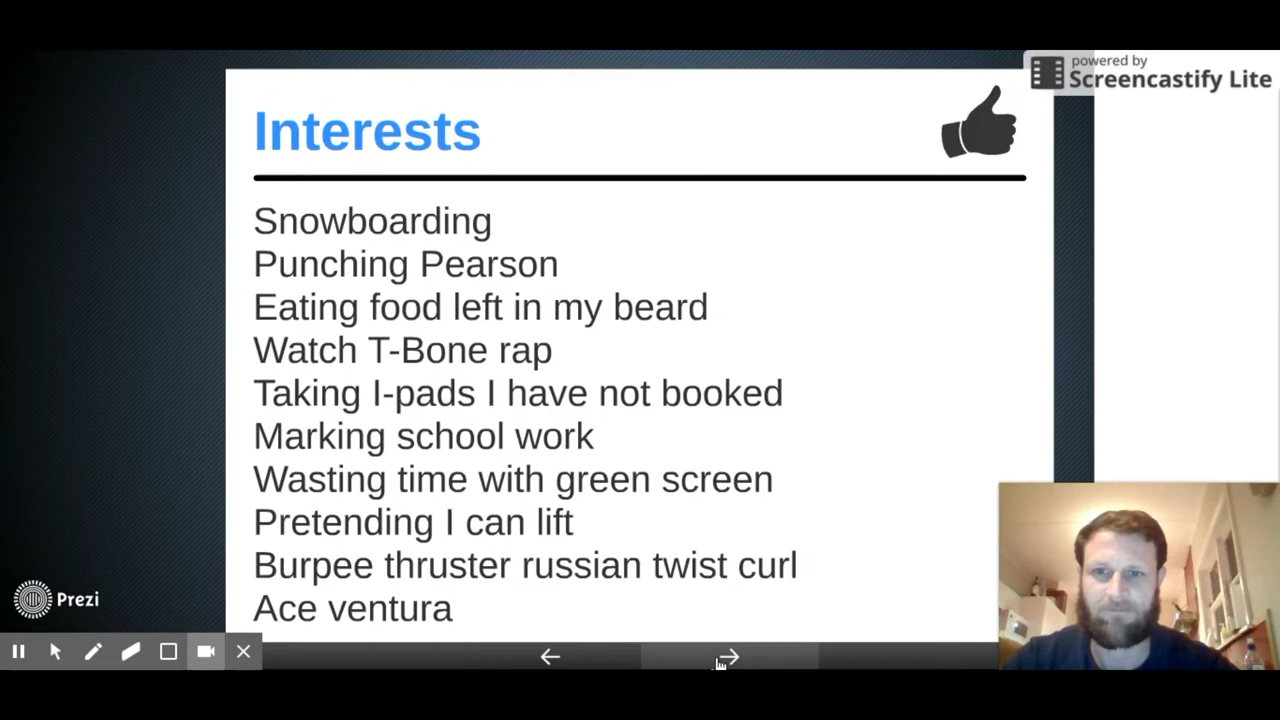 powered by
Screencastify Lite
Interests
Snowboarding
Punching Pearson
Eating food left in my beard
Watch T-Bone rap
Taking I-pads I have not booked
Marking school work
Wasting time with green screen
Pretending I can lift
Burpee thruster russian twist curl
Ace ventura
Prezi